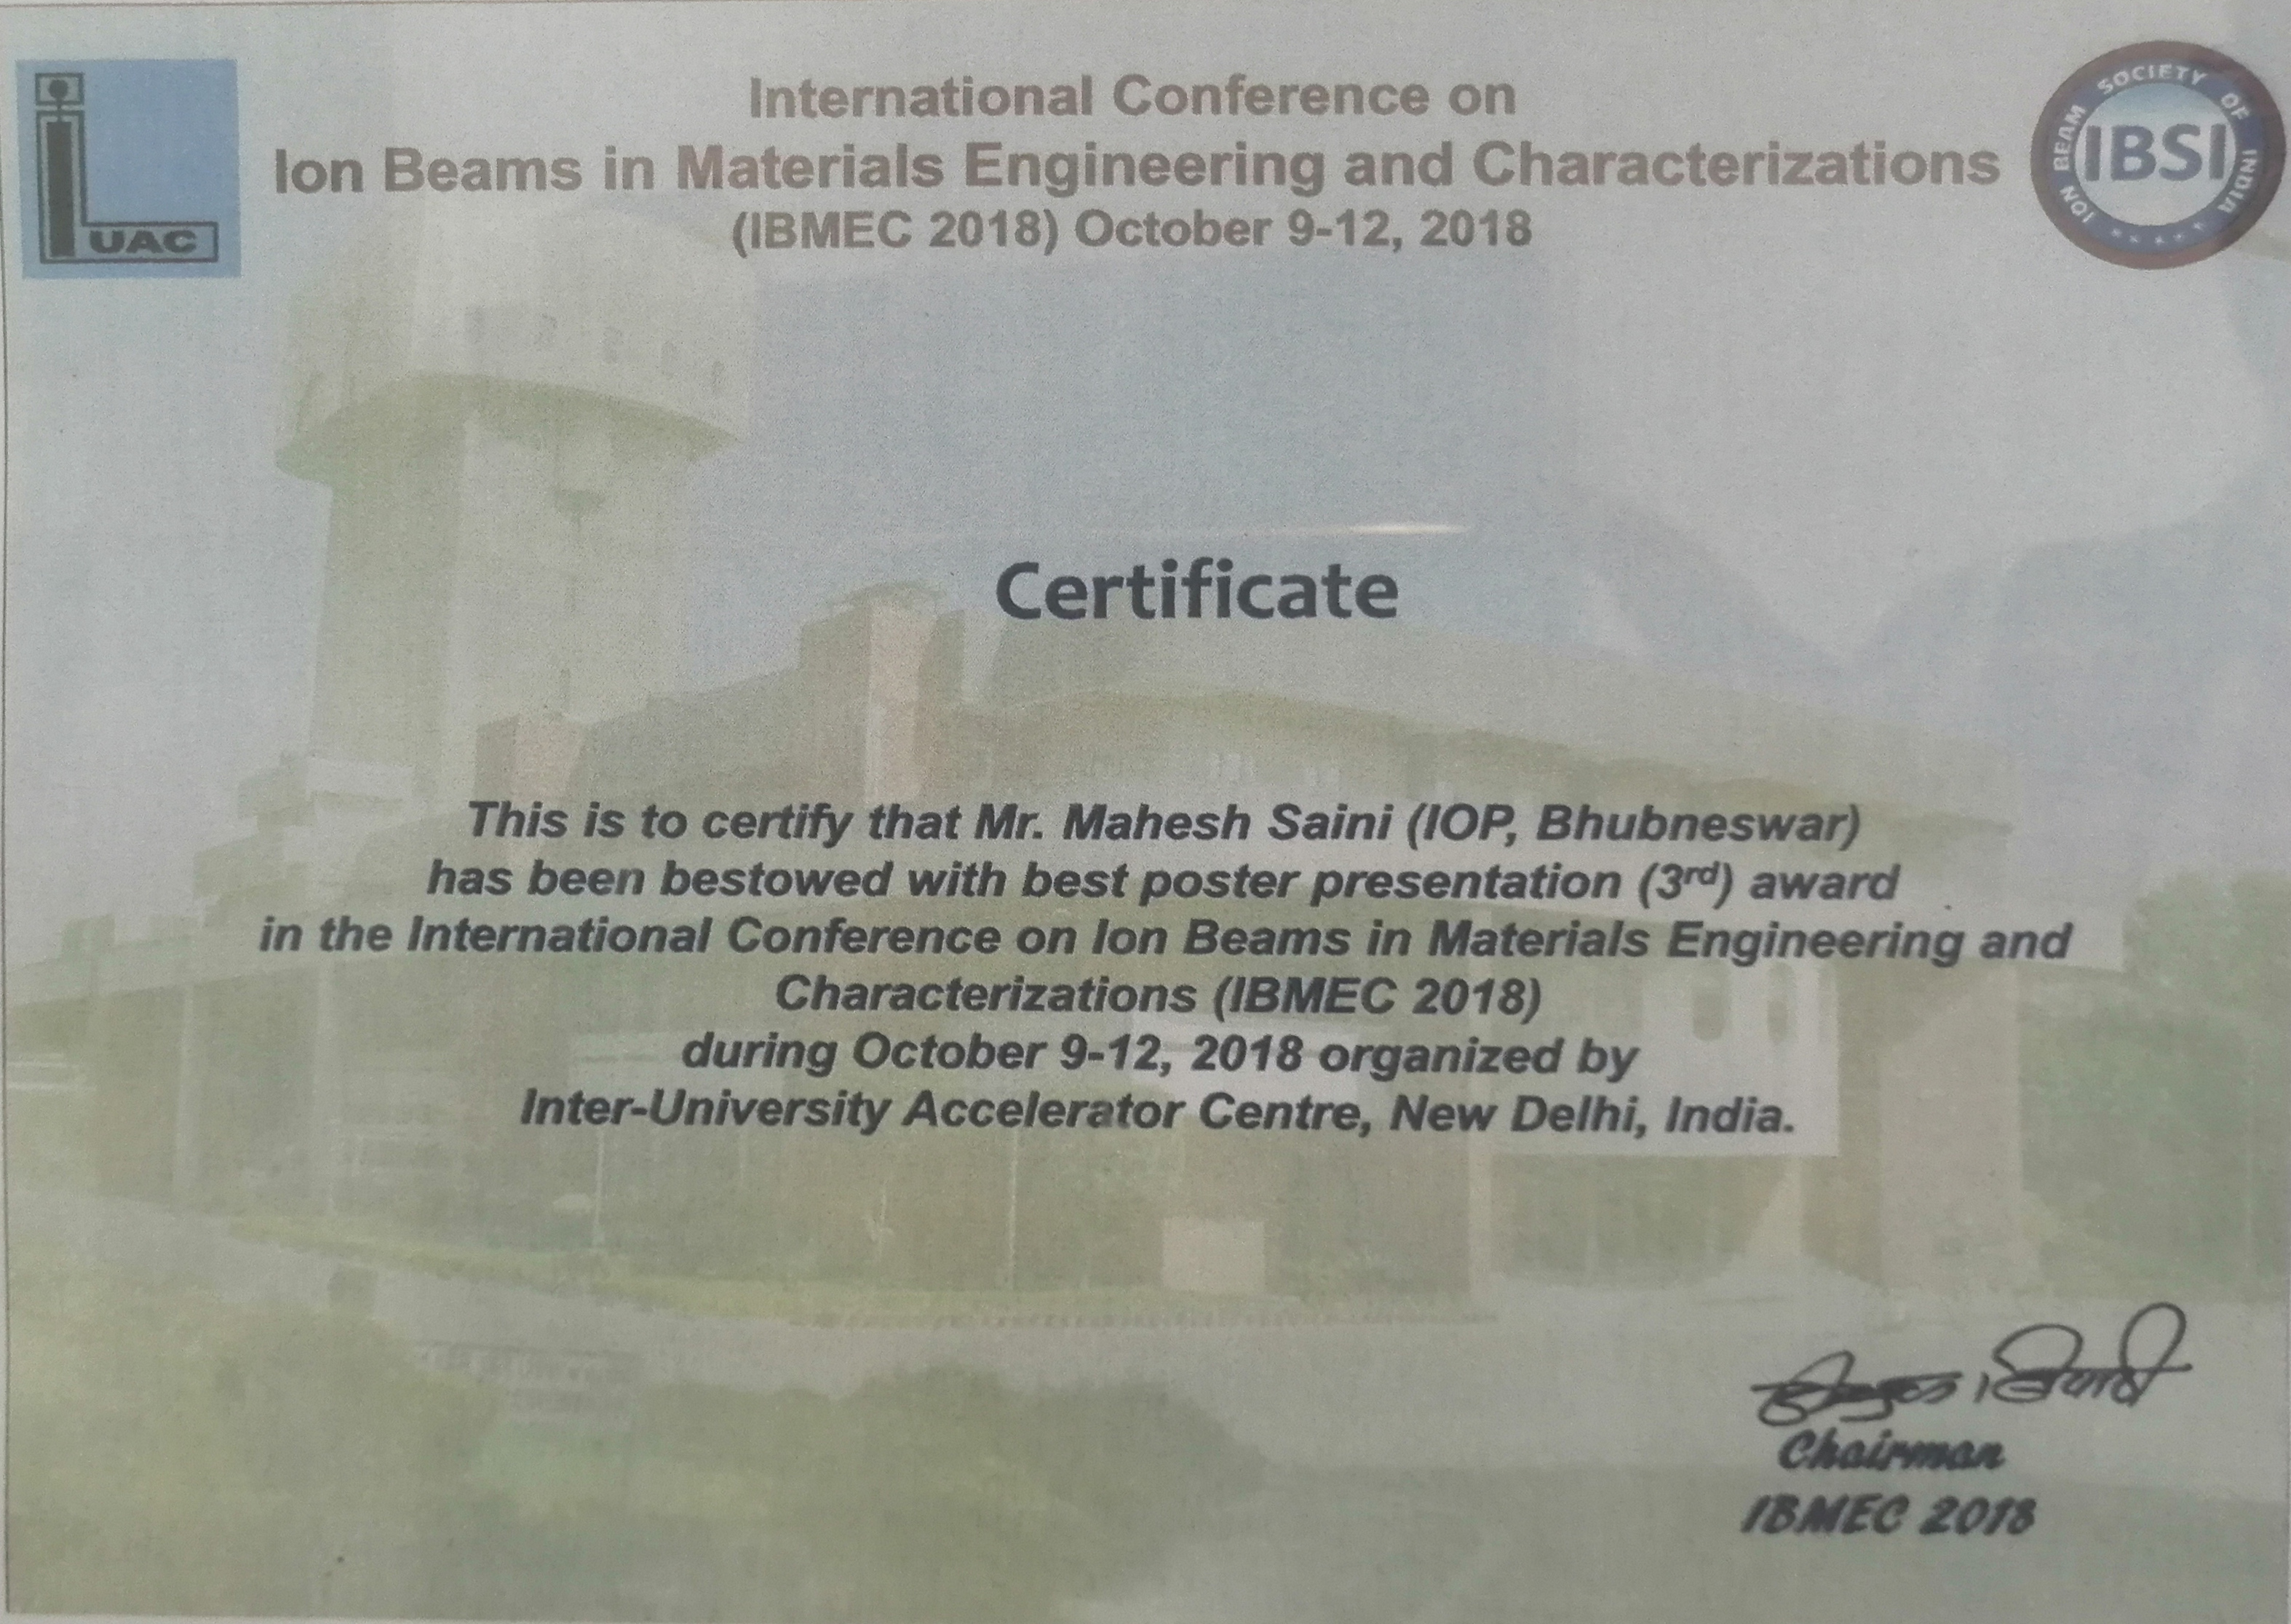 International Conference on
Ion Beams in Materials Engineering and Characterizations
(IBMEC 2018) October 9-12, 2018
UAC
ION BEAM SOCIETY OF INDIA
IBSI
Certificate
This is to certify that Mr. Mahesh Saini (IOP, Bhubneswar)
has been bestowed with best poster presentation (3rd) award
in the International Conference on Ion Beams in Materials Engineering and
Characterizations (IBMEC 2018)
during October 9-12, 2018 organized by
Inter-University Accelerator Centre, New Delhi, India.
Chairman
IBMEC 2018